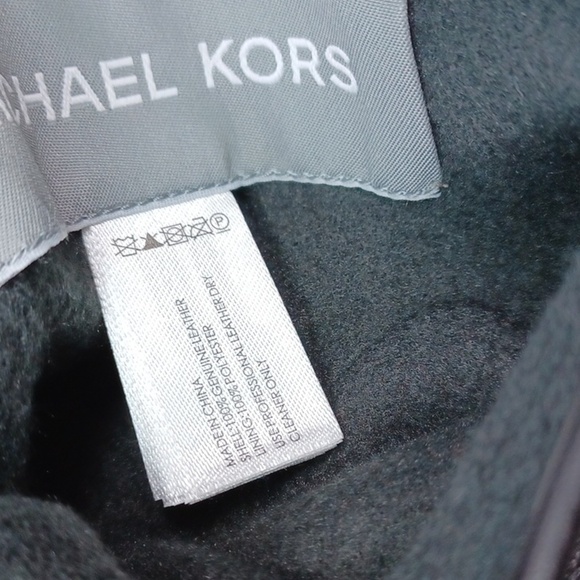 CHAEL KORS
P
MADE IN CHINA
SHELL:100% GENUINE LEATHER
LINING:100% POLYESTER
USE PROFESSIONAL LEATHER DRY
CLEANER ONLY